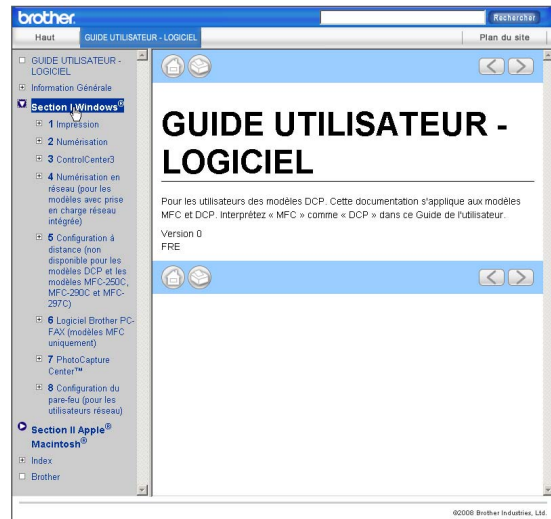 brother.
Rechercher
Haut
GUIDE UTILISATEUR - LOGICIEL
Plan du site
GUIDE UTILISATEUR -
LOGICIEL
Information Générale
Section I Windows®
1 Impression
2 Numérisation
3 ControlCenter3
4 Numérisation en
réseau (pour les
modèles avec prise
en charge réseau
intégrée)
5 Configuration à
distance (non
disponible pour les
modèles DCP et les
modèles MFC-250C,
MFC-290C et MFC-
297C)
6 Logiciel Brother PC-
FAX (modèles MFC
uniquement)
7 PhotoCapture
Center™
8 Configuration du
pare-feu (pour les
utilisateurs réseau)
Section II Apple®
Macintosh®
Index
Brother
GUIDE UTILISATEUR -
LOGICIEL
Pour les utilisateurs des modèles DCP. Cette documentation s'applique aux modèles
MFC et DCP. Interprétez « MFC » comme « DCP » dans ce Guide de l'utilisateur.
Version 0
FRE
©2008 Brother Industries, Ltd.